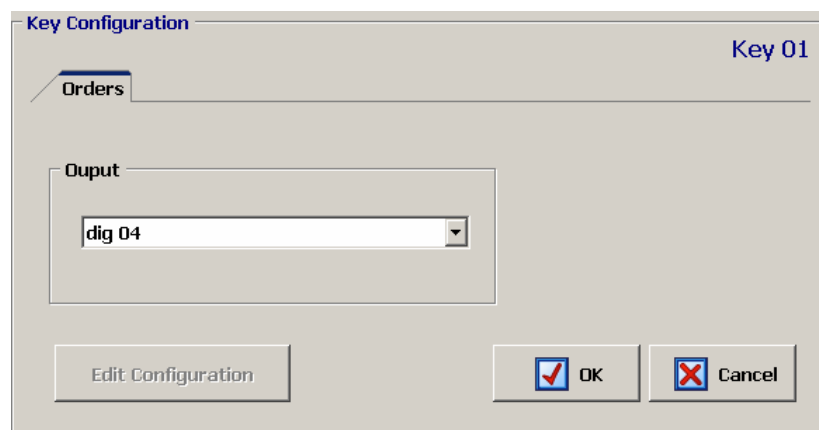 Key Configuration
Key 01
Orders
Ouput
dig 04
Edit Configuration
OK
Cancel